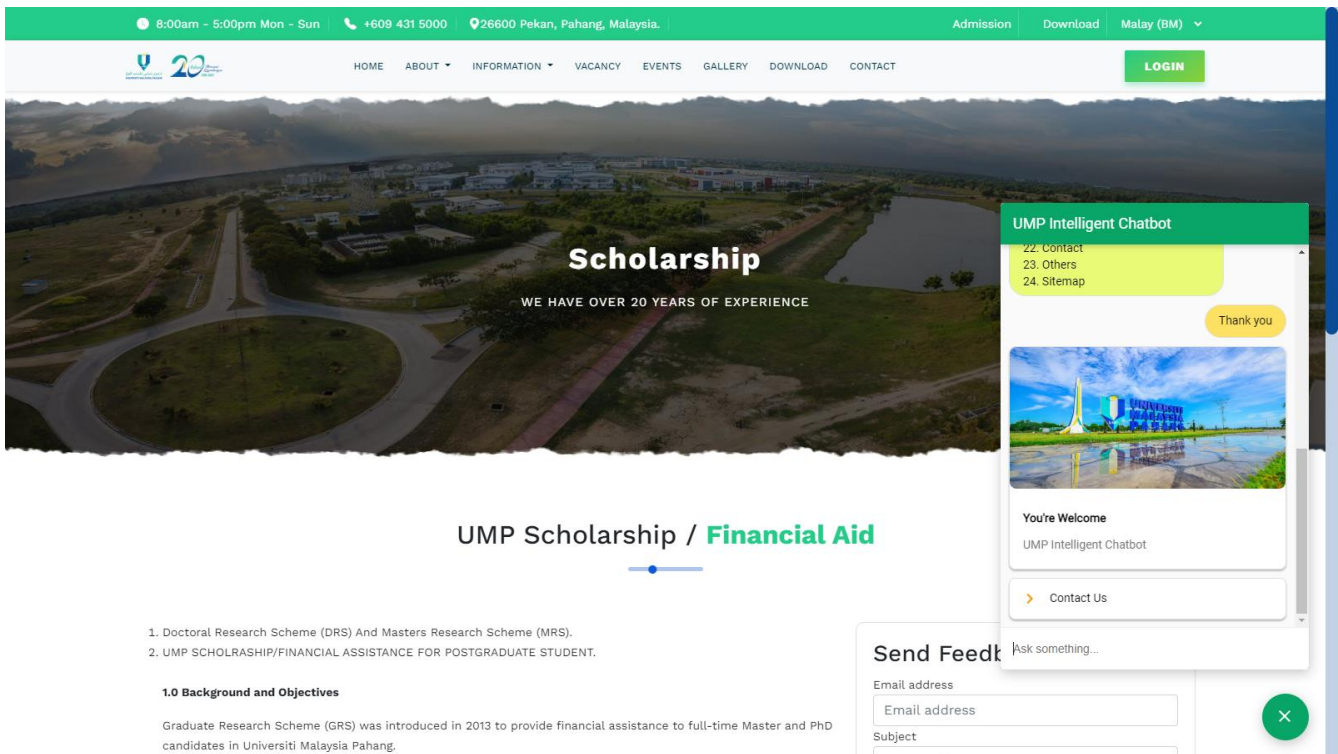 8:00am - 5:00pm Mon - Sun +609 431 5000 26600 Pekan, Pahang, Malaysia. Admission Download Malay (BM)
20
HOME ABOUT INFORMATION VACANCY EVENTS GALLERY DOWNLOAD CONTACT LOGIN
Scholarship
WE HAVE OVER 20 YEARS OF EXPERIENCE
UMP Scholarship / Financial Aid
1. Doctoral Research Scheme (DRS) And Masters Research Scheme (MRS).
2. UMP SCHOLRASHIP/FINANCIAL ASSISTANCE FOR POSTGRADUATE STUDENT.
1.0 Background and Objectives
Graduate Research Scheme (GRS) was introduced in 2013 to provide financial assistance to full-time Master and PhD
candidates in Universiti Malaysia Pahang.
Send Feedb
Email address
Email address
Subject
UMP Intelligent Chatbot
22. Contact
23. Others
24. Sitemap
Thank you
UNIVERSITI
MALAYSIA
PAHANG
You're Welcome
UMP Intelligent Chatbot
Contact Us
Ask something...